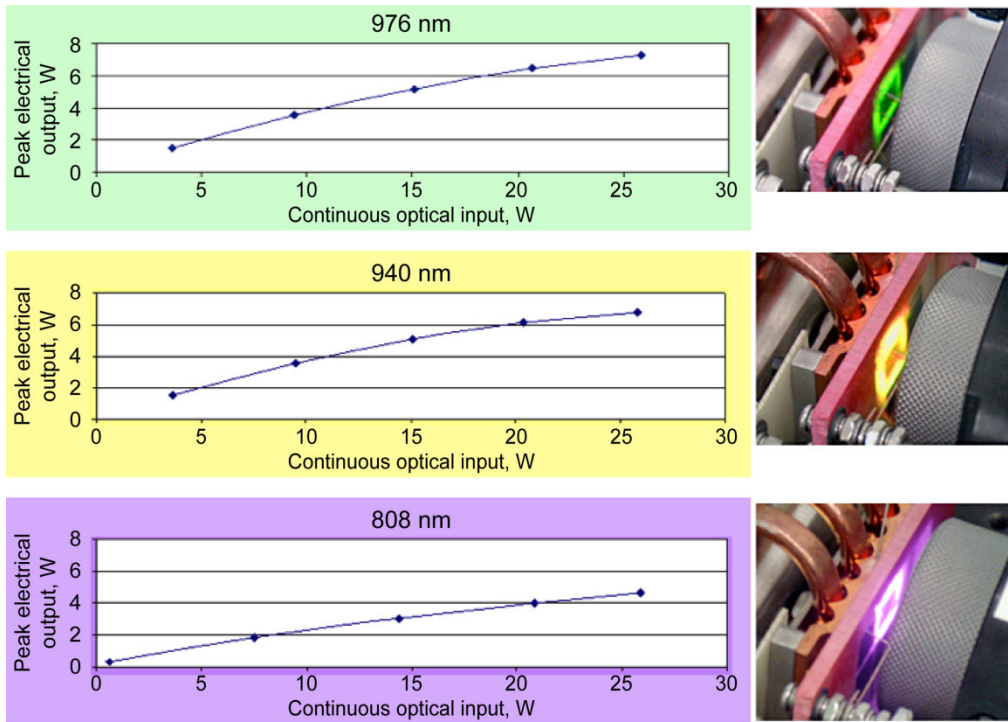 976 nm
Peak electrical
output, W
8
6
4
2
0
0 5 10 15 20 25 30
Continuous optical input, W
940 nm
Peak electrical
output, W
8
6
4
2
0
0 5 10 15 20 25 30
Continuous optical input, W
808 nm
Peak electrical
output, W
8
6
4
2
0
0 5 10 15 20 25 30
Continuous optical input, W